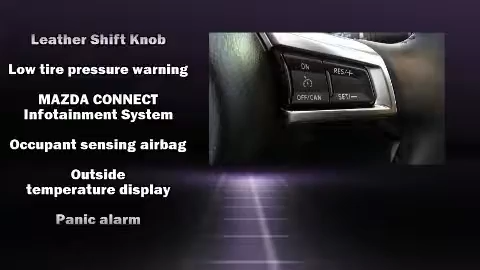 Leather Shift Knob
Low tire pressure warning
MAZDA CONNECT
Infotainment System
Occupant sensing airbag
Outside
temperature display
Panic alarm
ON
RES/+
OFF/CAN
SET/—